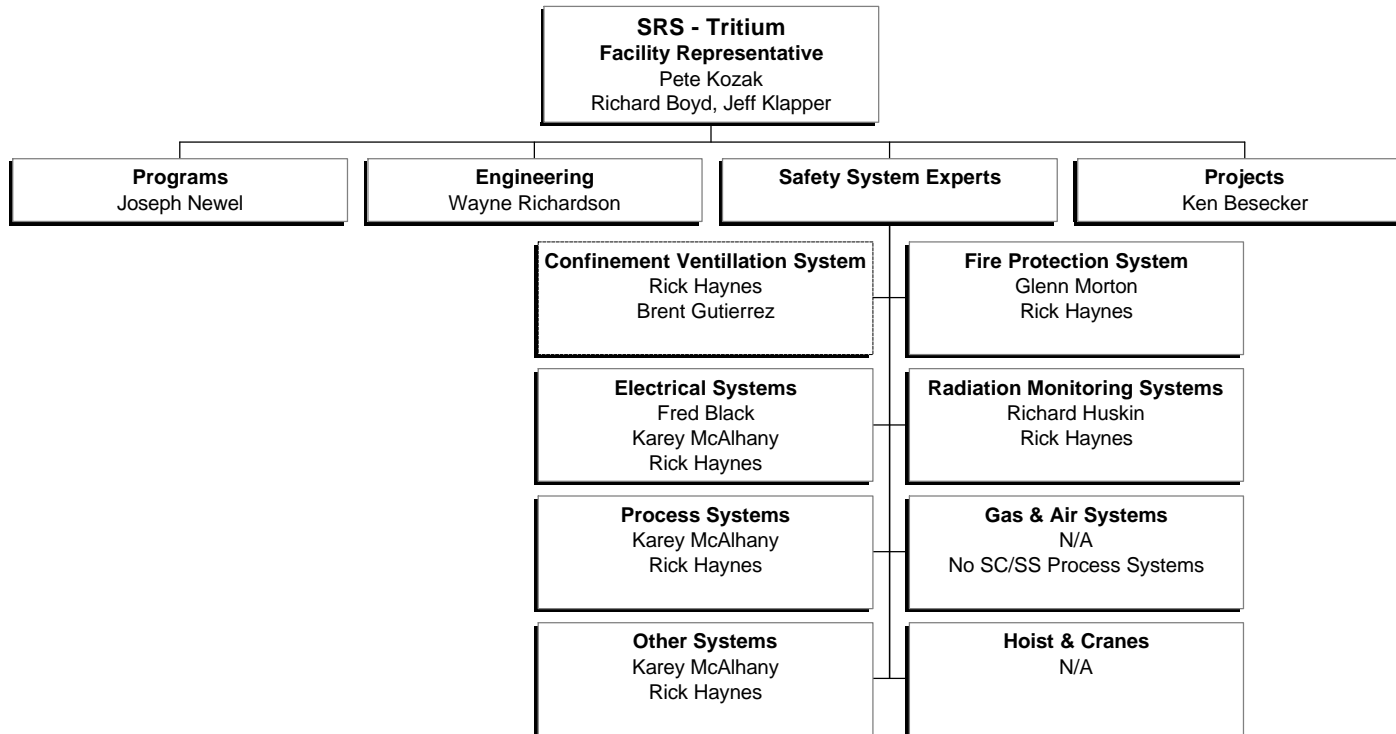 SRS - Tritium
Facility Representative
Pete Kozak
Richard Boyd, Jeff Klapper
Programs
Joseph Newel
Engineering
Wayne Richardson
Safety System Experts
Projects
Ken Besecker
Confinement Ventillation System
Rick Haynes
Brent Gutierrez
Fire Protection System
Glenn Morton
Rick Haynes
Electrical Systems
Fred Black
Karey McAlhany
Rick Haynes
Radiation Monitoring Systems
Richard Huskin
Rick Haynes
Process Systems
Karey McAlhany
Rick Haynes
Gas & Air Systems
N/A
No SC/SS Process Systems
Other Systems
Karey McAlhany
Rick Haynes
Hoist & Cranes
N/A